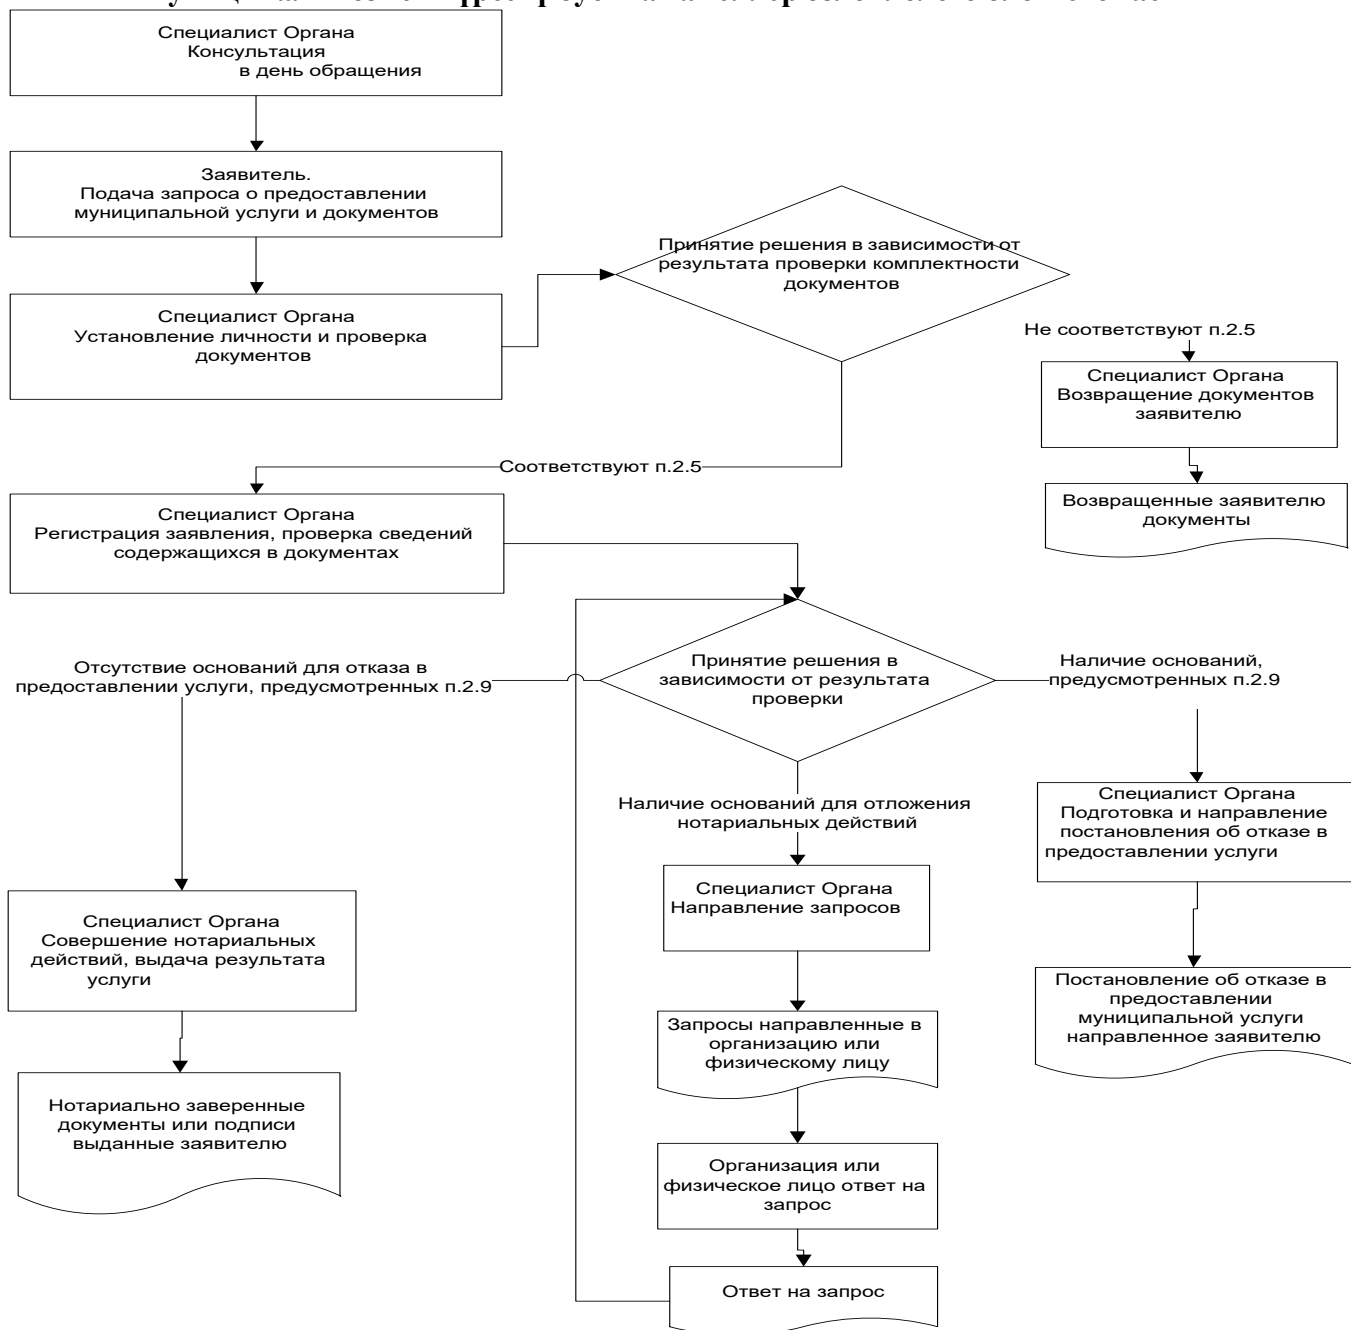 Специалист Органа
Консультация
в день обращения
Заявитель.
Подача запроса о предоставлении
муниципальной услуги и документов
Специалист Органа
Установление личности и проверка
документов
Принятие решения в зависимости от
результата проверки комплектности
документов
Не соответствуют п.2.5
Специалист Органа
Возвращение документов
заявителю
Возвращенные заявителю
документы
Соответствуют п.2.5
Специалист Органа
Регистрация заявления, проверка сведений
содержащихся в документах
Принятие решения в
зависимости от результата
проверки
Отсутствие оснований для отказа в
предоставлении услуги, предусмотренных п.2.9
Наличие оснований,
предусмотренных п.2.9
Наличие оснований для отложения
нотариальных действий
Специалист Органа
Подготовка и направление
постановления об отказе в
предоставлении услуги
Специалист Органа
Направление запросов
Специалист Органа
Совершение нотариальных
действий, выдача результата
услуги
Постановление об отказе в
предоставлении
муниципальной услуги
направленное заявителю
Запросы направленные в
организацию или
физическому лицу
Нотариально заверенные
документы или подписи
выданные заявителю
Организация или
физическое лицо ответ на
запрос
Ответ на запрос